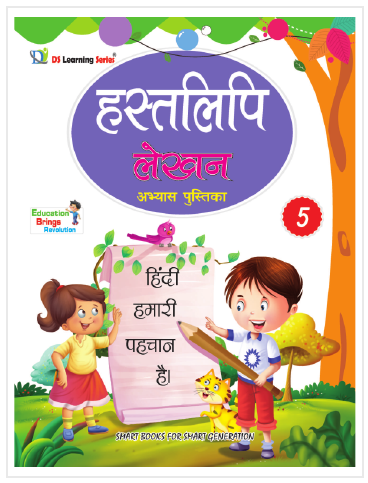 DS Learning Series®
हस्तलिपि
लेखन
अभ्यास पुस्तिका
Education
Brings
Revolution
5
हिंदी
हमारी
पहचान
है।
SMART BOOKS FOR SMART GENERATION